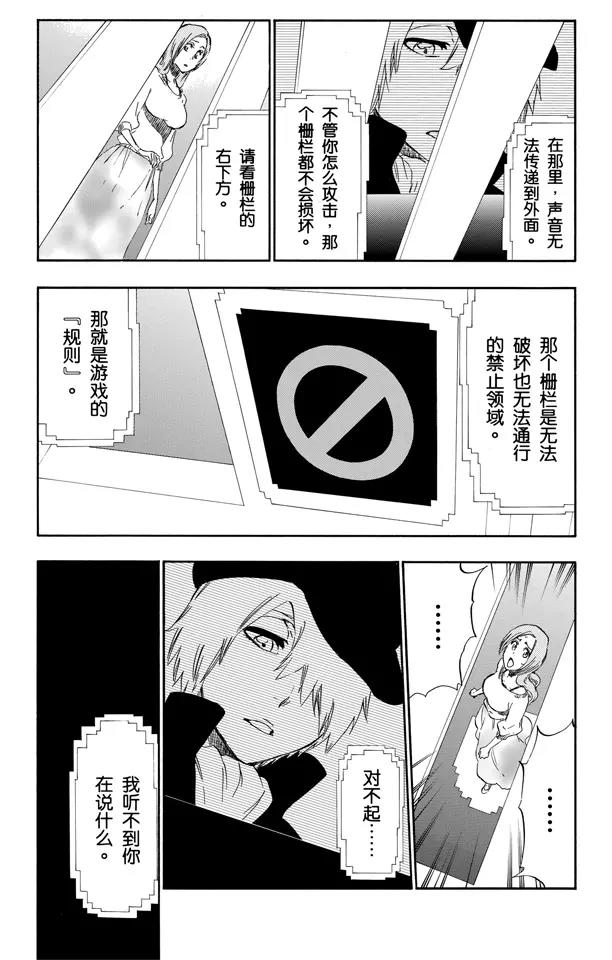 在那里，声音无
法传递到外面。
不管你怎么攻击，那
个栅栏都不会损坏。
请看栅栏的
右下方。
那个栅栏是无法
破坏也无法通行
的禁止领域。
那就是游戏的
『规则』。
……
……
对不起……
我听不到你
在说什么。